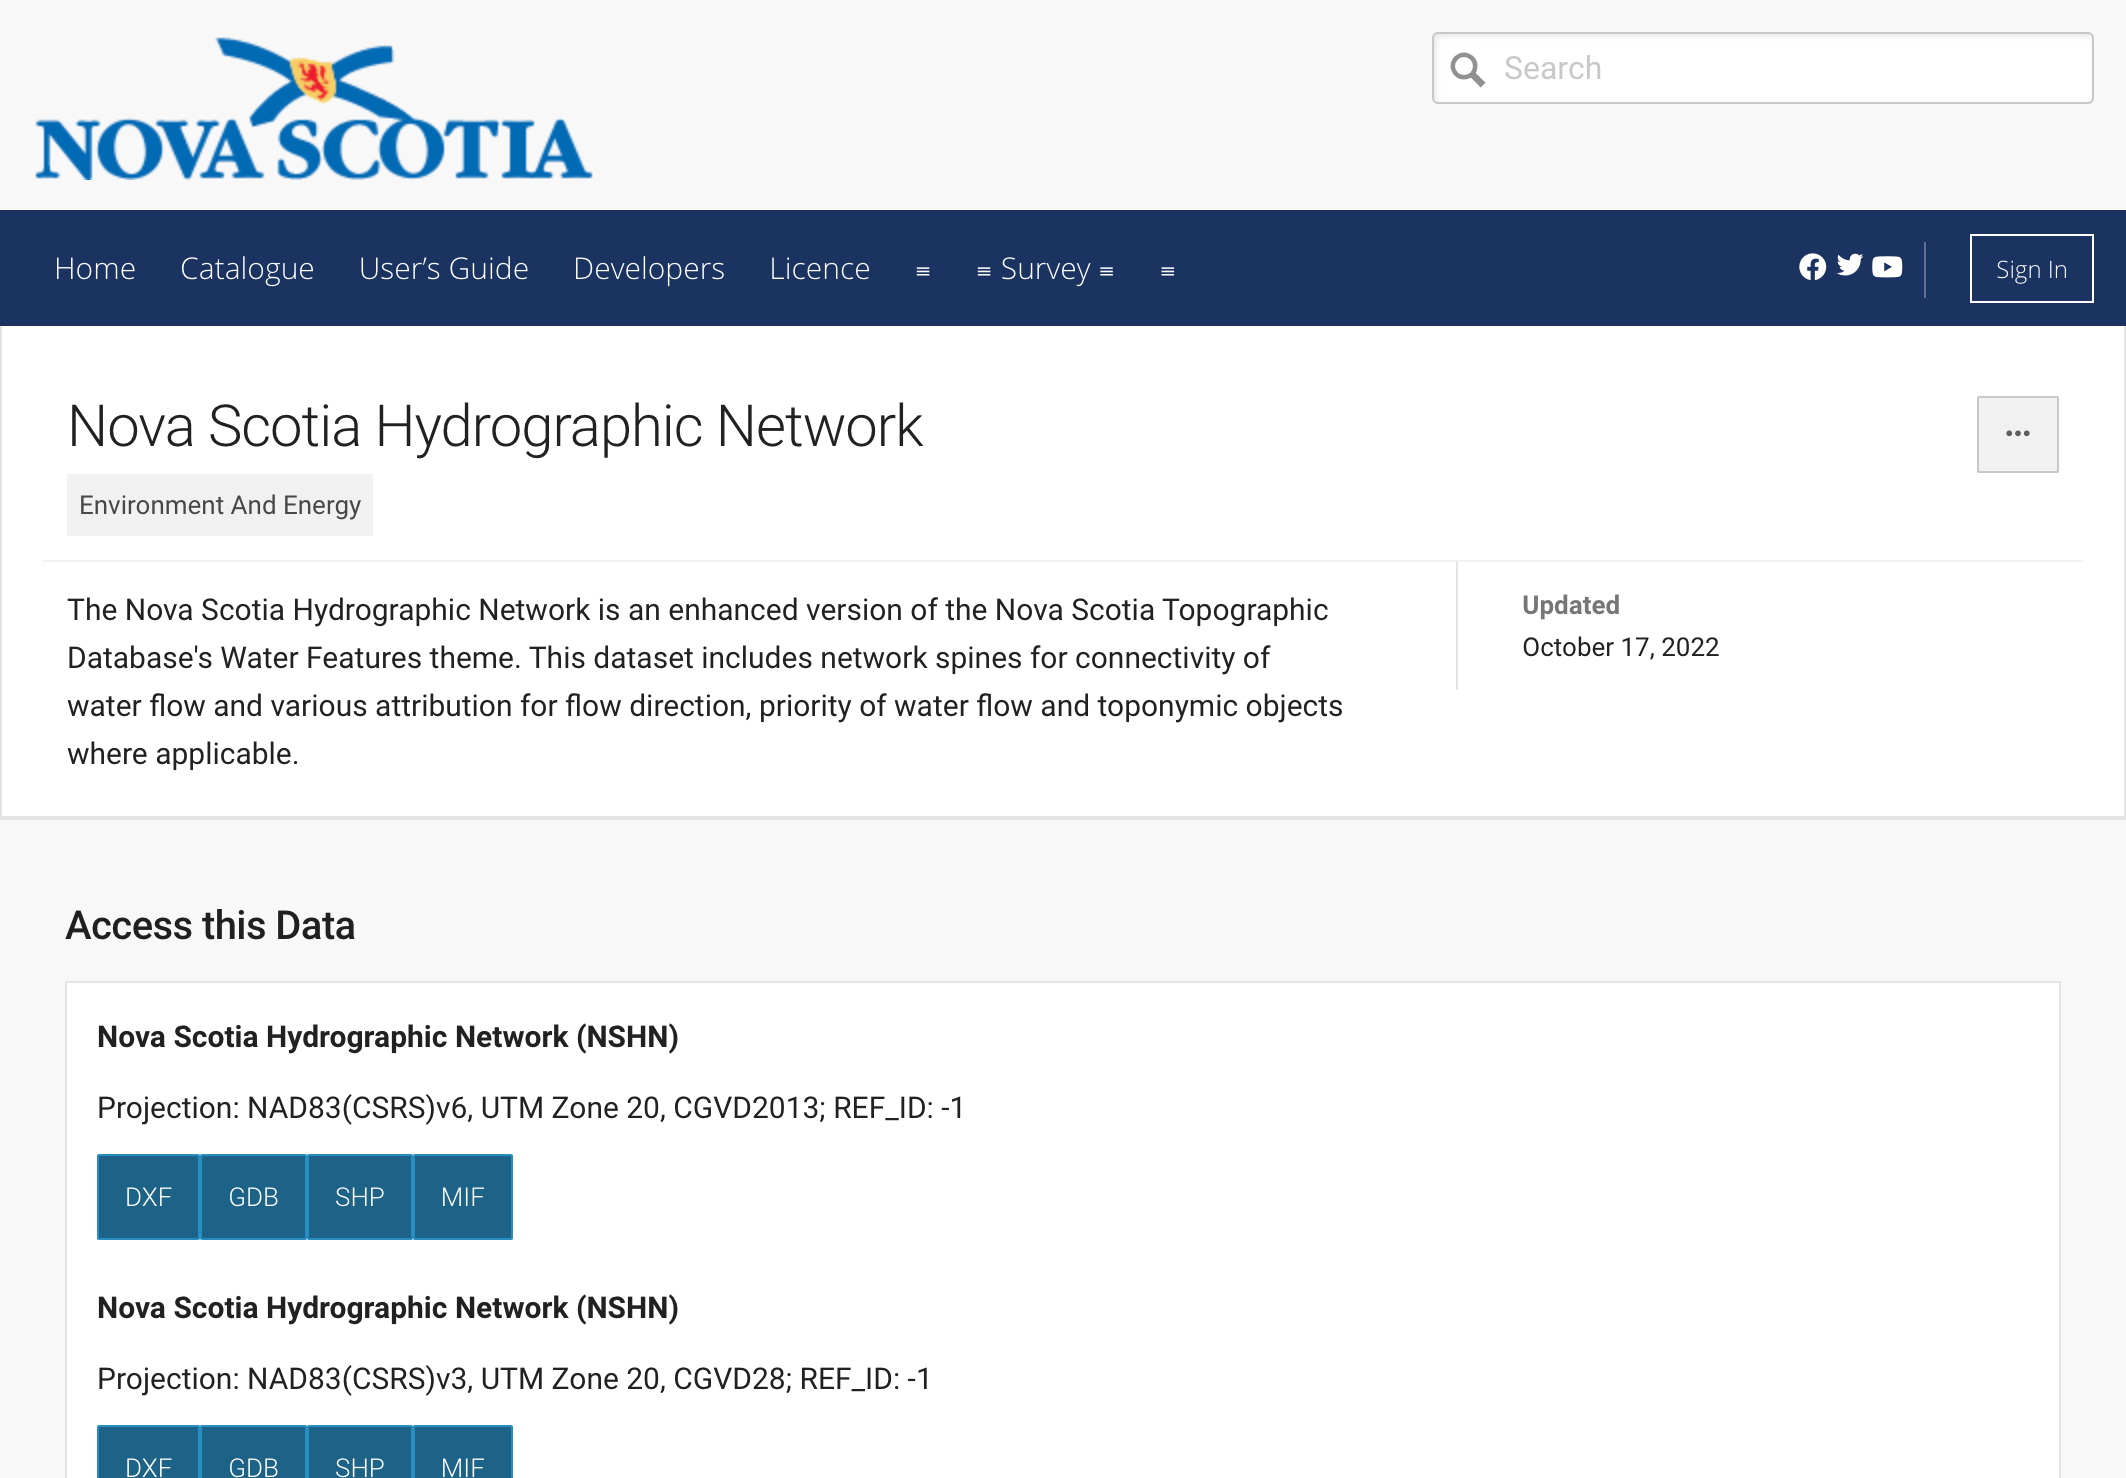 NOVA SCOTIA
Search
Home Catalogue User’s Guide Developers Licence ≡ ≡ Survey ≡ ≡ Sign In
Nova Scotia Hydrographic Network
...
Environment And Energy
The Nova Scotia Hydrographic Network is an enhanced version of the Nova Scotia Topographic
Database's Water Features theme. This dataset includes network spines for connectivity of
water flow and various attribution for flow direction, priority of water flow and toponymic objects
where applicable.
Updated
October 17, 2022
Access this Data
Nova Scotia Hydrographic Network (NSHN)
Projection: NAD83(CSRS)v6, UTM Zone 20, CGVD2013; REF_ID: -1
DXF GDB SHP MIF
Nova Scotia Hydrographic Network (NSHN)
Projection: NAD83(CSRS)v3, UTM Zone 20, CGVD28; REF_ID: -1
DXF GDB SHP MIF